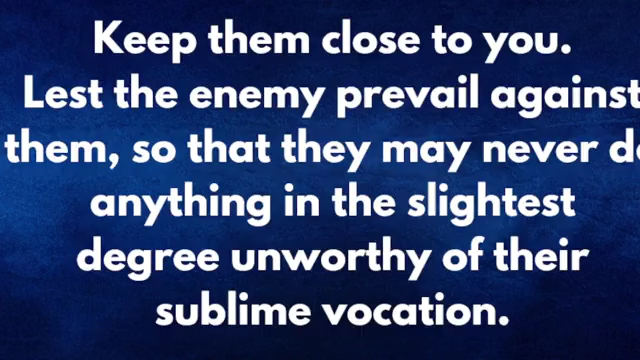 Keep them close to you.
Lest the enemy prevail against
them, so that they may never do
anything in the slightest
degree unworthy of their
sublime vocation.